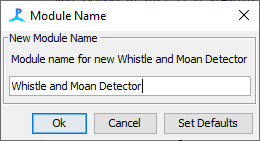 Module Name
New Module Name
Module name for new Whistle and Moan Detector
Whistle and Moan Detector
Ok Cancel Set Defaults